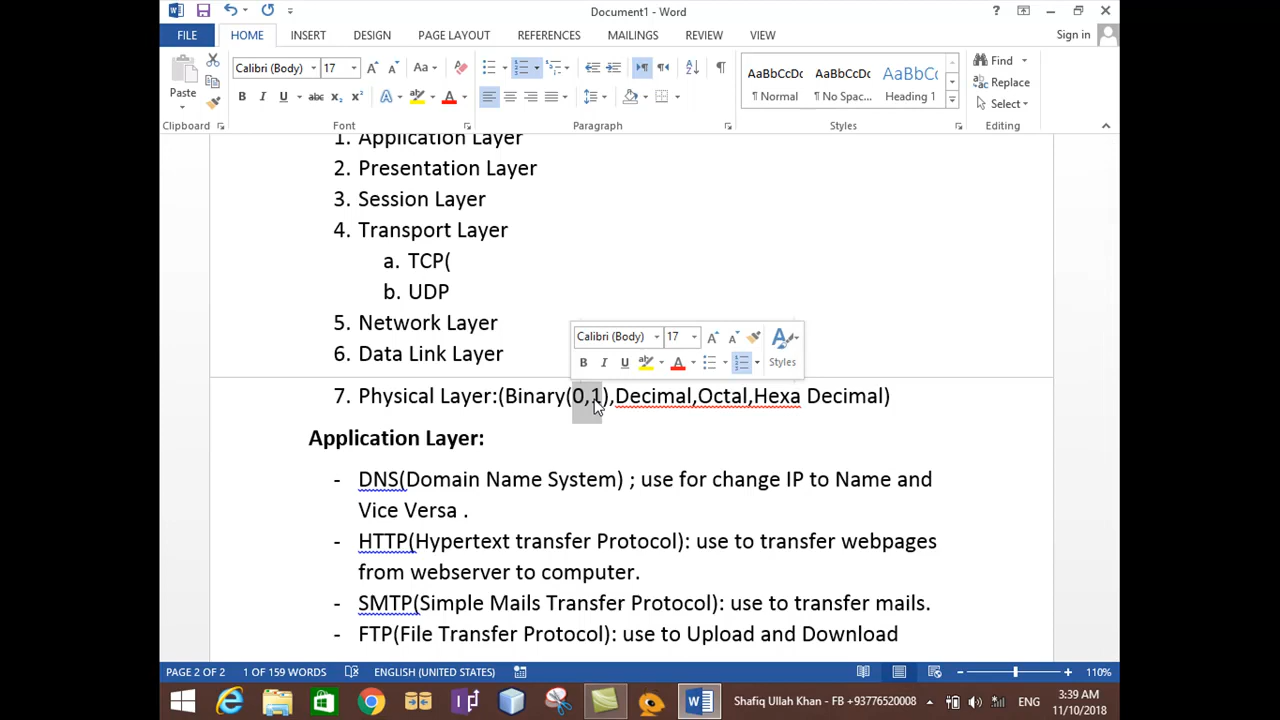 Document1 - Word
Sign in
FILE HOME INSERT DESIGN PAGE LAYOUT REFERENCES MAILINGS REVIEW VIEW
Paste
Calibri (Body) 17
Aa
AaBbCcDc AaBbCcDc AaBbCc
¶ Normal ¶ No Spac... Heading 1
Find
Replace
Select
Clipboard Font Paragraph Styles Editing
1. Application Layer
2. Presentation Layer
3. Session Layer
4. Transport Layer
a. TCP(
b. UDP
5. Network Layer
6. Data Link Layer
Calibri (Body) 17
B I U A Styles
7. Physical Layer:(Binary(0,1),Decimal,Octal,Hexa Decimal)
Application Layer:
- DNS(Domain Name System) ; use for change IP to Name and
Vice Versa .
- HTTP(Hypertext transfer Protocol): use to transfer webpages
from webserver to computer.
- SMTP(Simple Mails Transfer Protocol): use to transfer mails.
- FTP(File Transfer Protocol): use to Upload and Download
PAGE 2 OF 2 1 OF 159 WORDS ENGLISH (UNITED STATES) 110%
Shafiq Ullah Khan - FB +93776520008 ENG 3:39 AM
11/10/2018